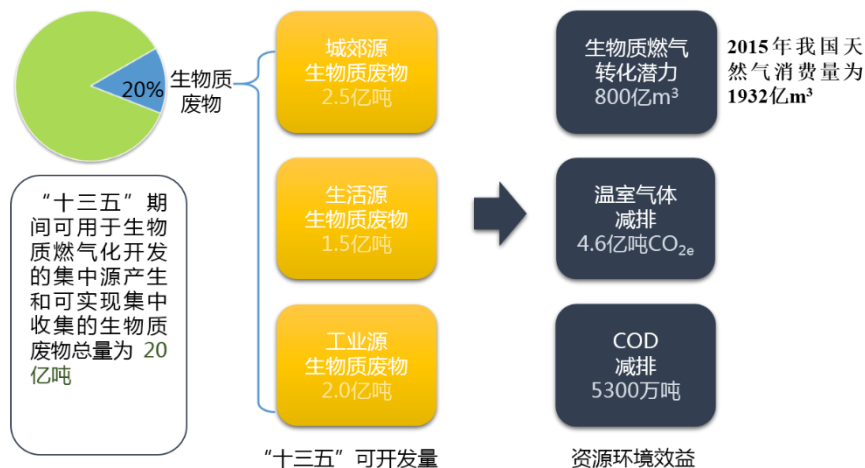 20%
生物质
废物
“十三五”期
间可用于生物
质燃气化开发
的集中源产生
和可实现集中
收集的生物质
废物总量为 20
亿吨
城郊源
生物质废物
2.5亿吨
生活源
生物质废物
1.5亿吨
工业源
生物质废物
2.0亿吨
“十三五”可开发量
生物质燃气
转化潜力
800亿m³
2015年我国天
然气消费量为
1932亿m³
温室气体
减排
4.6亿吨CO₂ₑ
COD
减排
5300万吨
资源环境效益